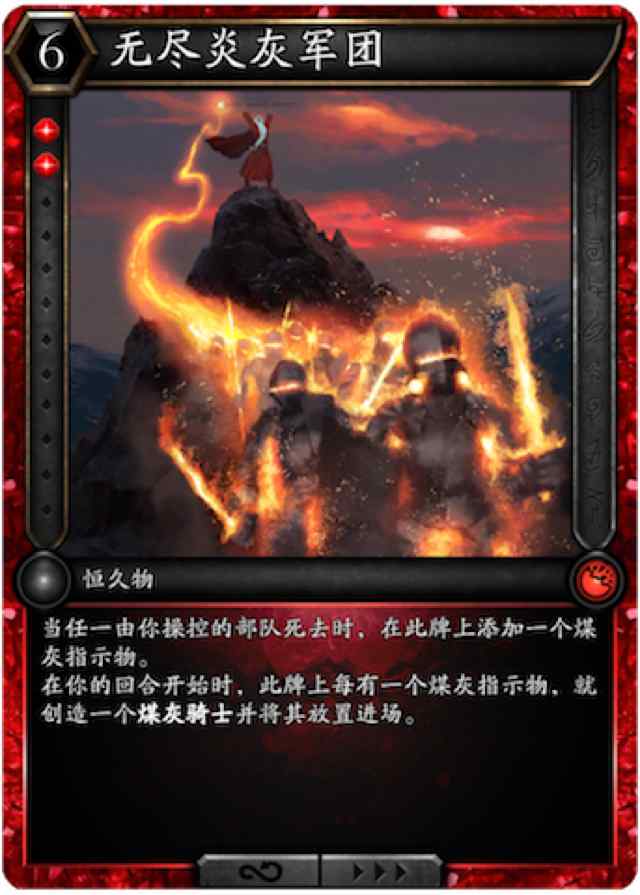 6
无尽炎灰军团
恒久物
当任一由你操控的部队死去时，在此牌上添加一个煤
灰指示物。
在你的回合开始时，此牌上每有一个煤灰指示物，就
创造一个煤灰骑士并将其放置进场。